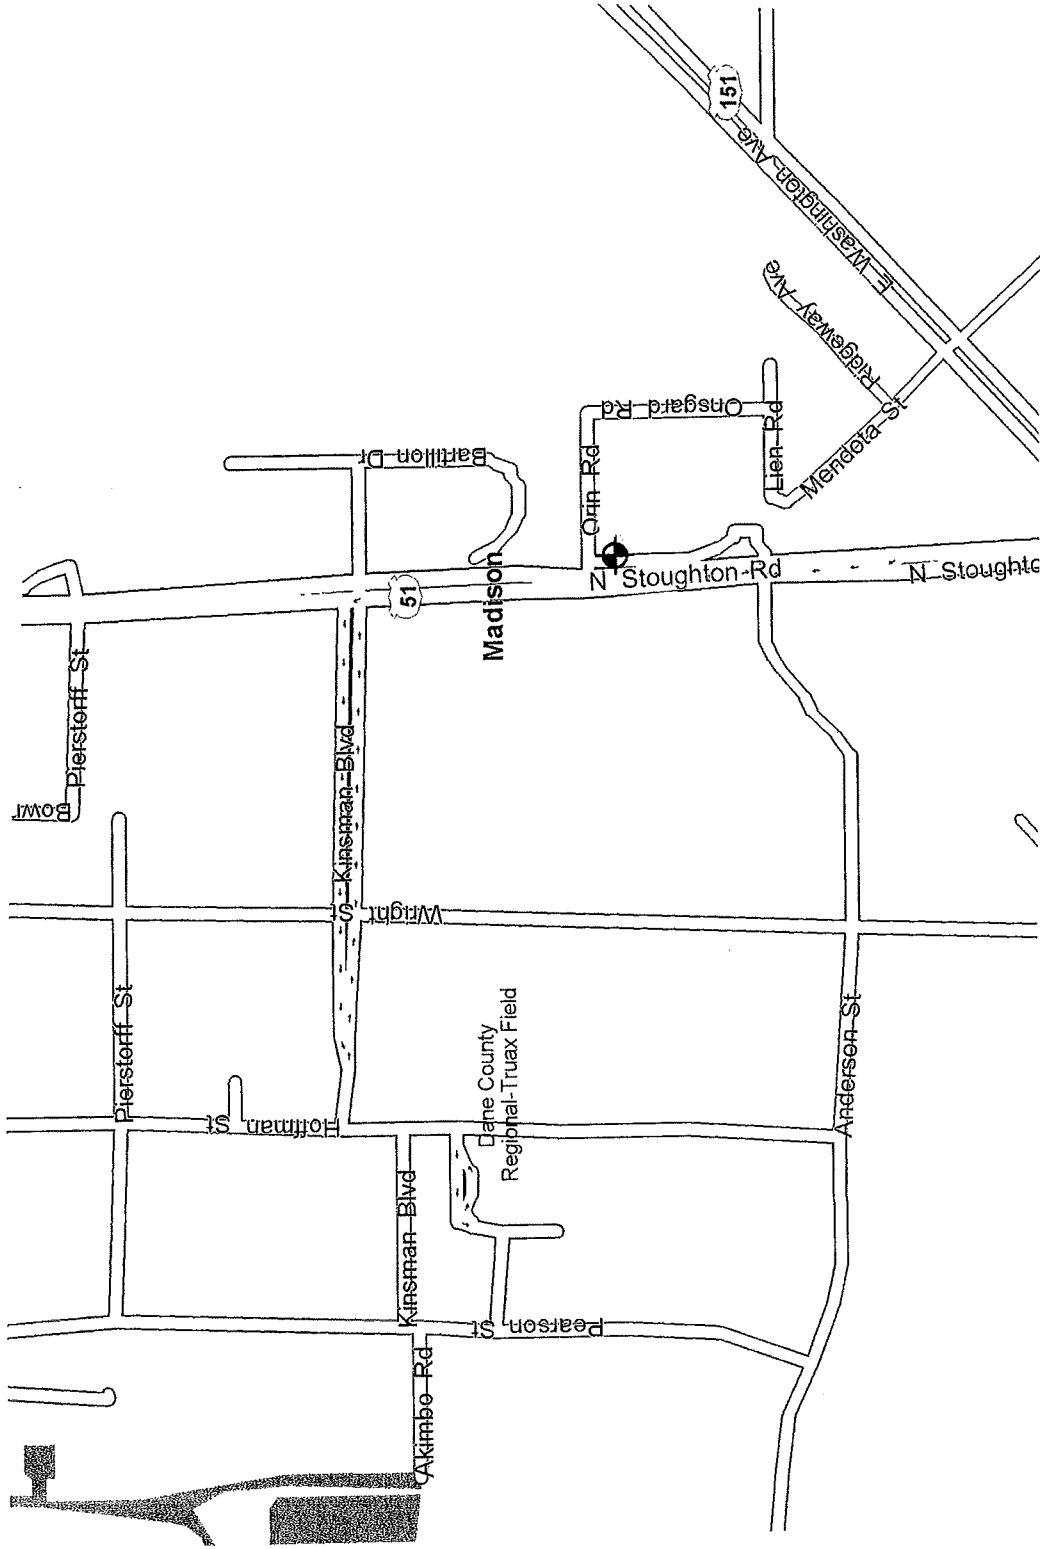 151
E Washington Ave
Ridgeway Ave
Mendota St
Lien Rd
Onsgard Rd
Orin Rd
Bartillon Dr
N Stoughton Rd
N Stoughto
51
Madison
Pierstorff St
Bowl
Kinsman Blvd
Wright St
Pierstorff St
Hoffman St
Dane County
Regional-Truax Field
Anderson St
Kinsman Blvd
Pearson St
Akimbo Rd